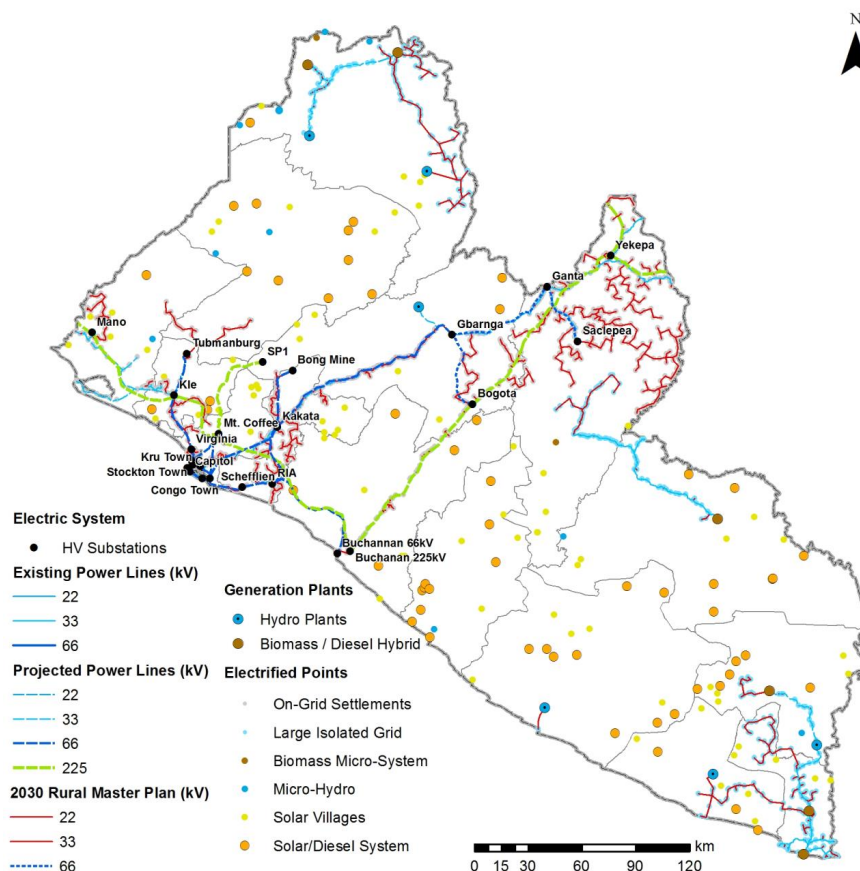 N
Yekepa
Ganta
Mano
Gbarnga
Saclepea
Tubmanburg
SP1
Bong Mine
Kle
Bogota
Mt. Coffee
Kakata
Virginia
Kru Town
Capitol
Stockton Town
Schefflien
RIA
Congo Town
Buchannan 66kV
Buchanan 225kV
Electric System
HV Substations
Existing Power Lines (kV)
22
33
66
Projected Power Lines (kV)
22
33
66
225
2030 Rural Master Plan (kV)
22
33
66
Generation Plants
Hydro Plants
Biomass / Diesel Hybrid
Electrified Points
On-Grid Settlements
Large Isolated Grid
Biomass Micro-System
Micro-Hydro
Solar Villages
Solar/Diesel System
km
0 15 30 60 90 120